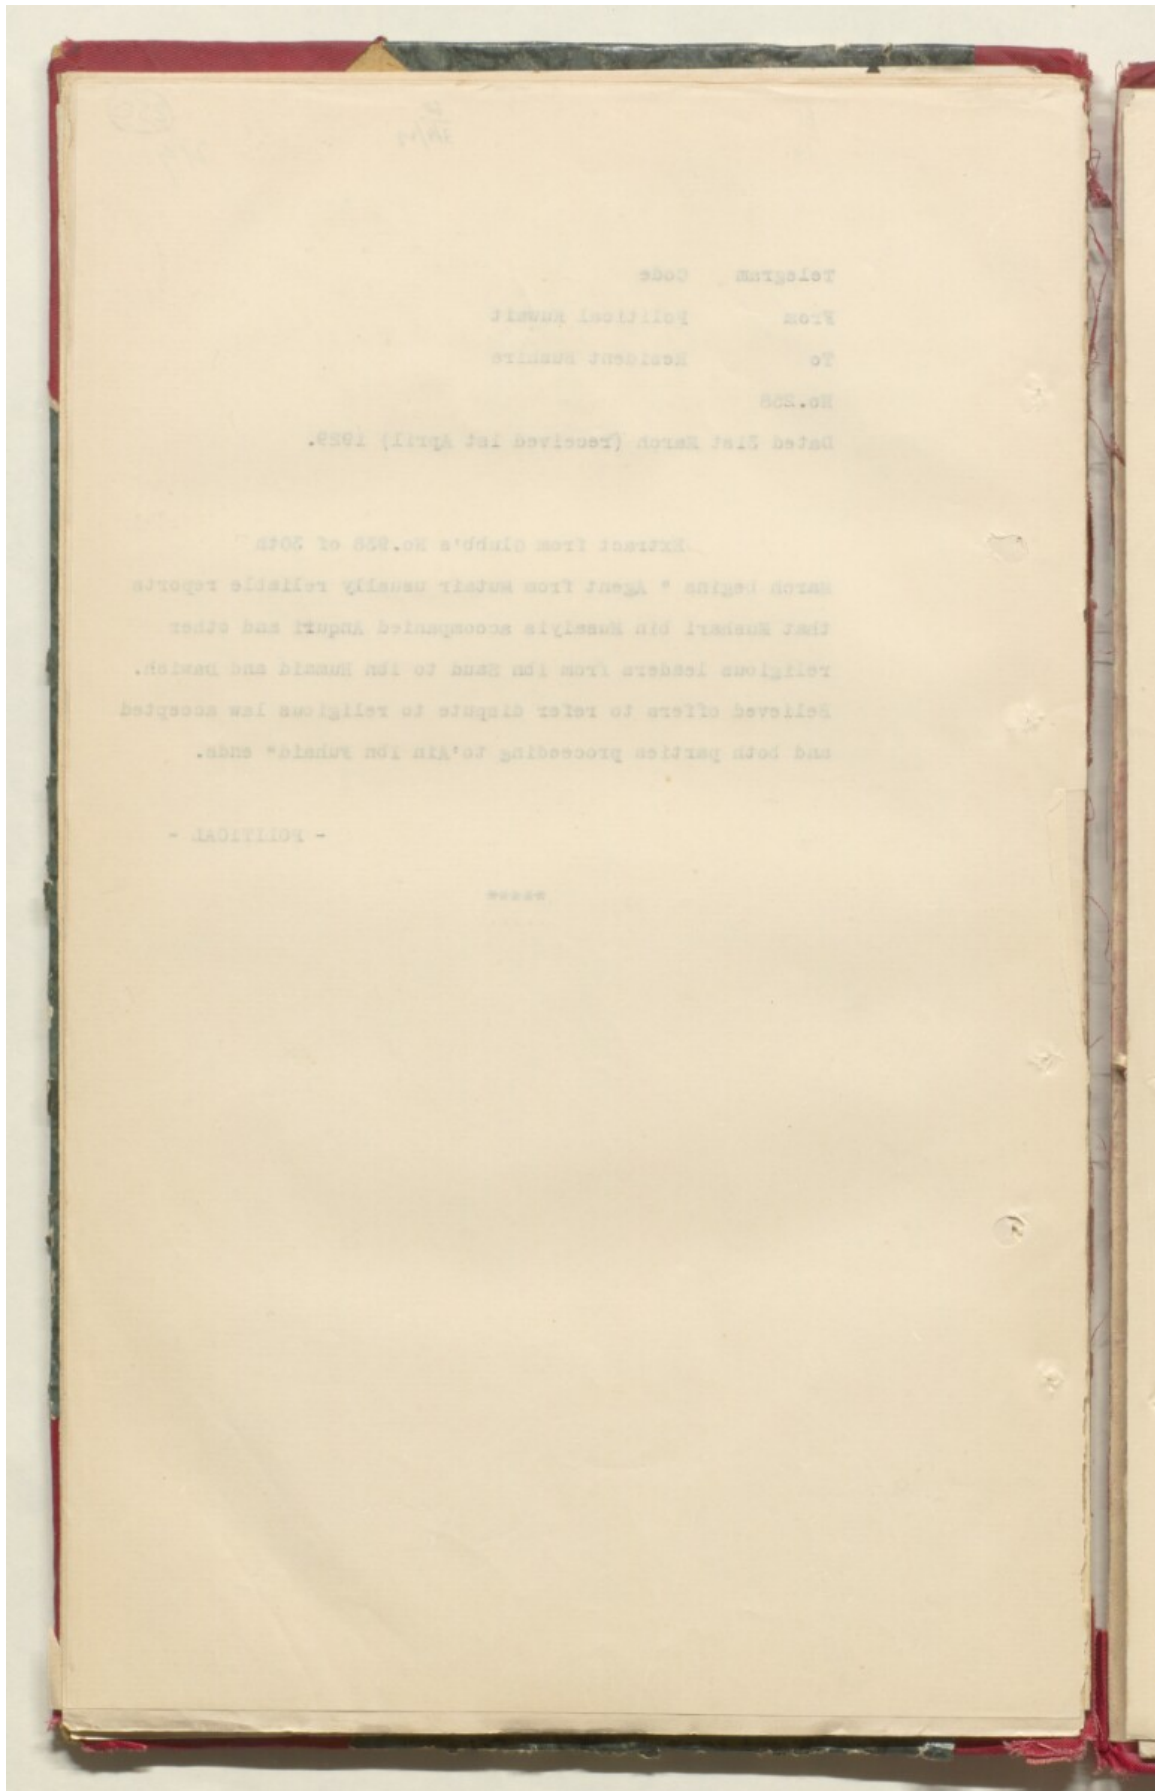 Telegram Code
From Political Kuwait
To Resident Bushire
No.258
Dated 31st March (received 1st April) 1929.
Extract from Glubb's No. of 30th
March begins " Agent from Mutair usually reliable reports
that Mushari bin Musaiyis accompanied Anquri and other
religious leaders from Ibn Saud to ibn Humaid and Dawish.
Believed offers to refer dispute to religious law accepted
and both parties proceeding to'Ain Ibn Fuhaid" ends.
- POLITICAL -
*****